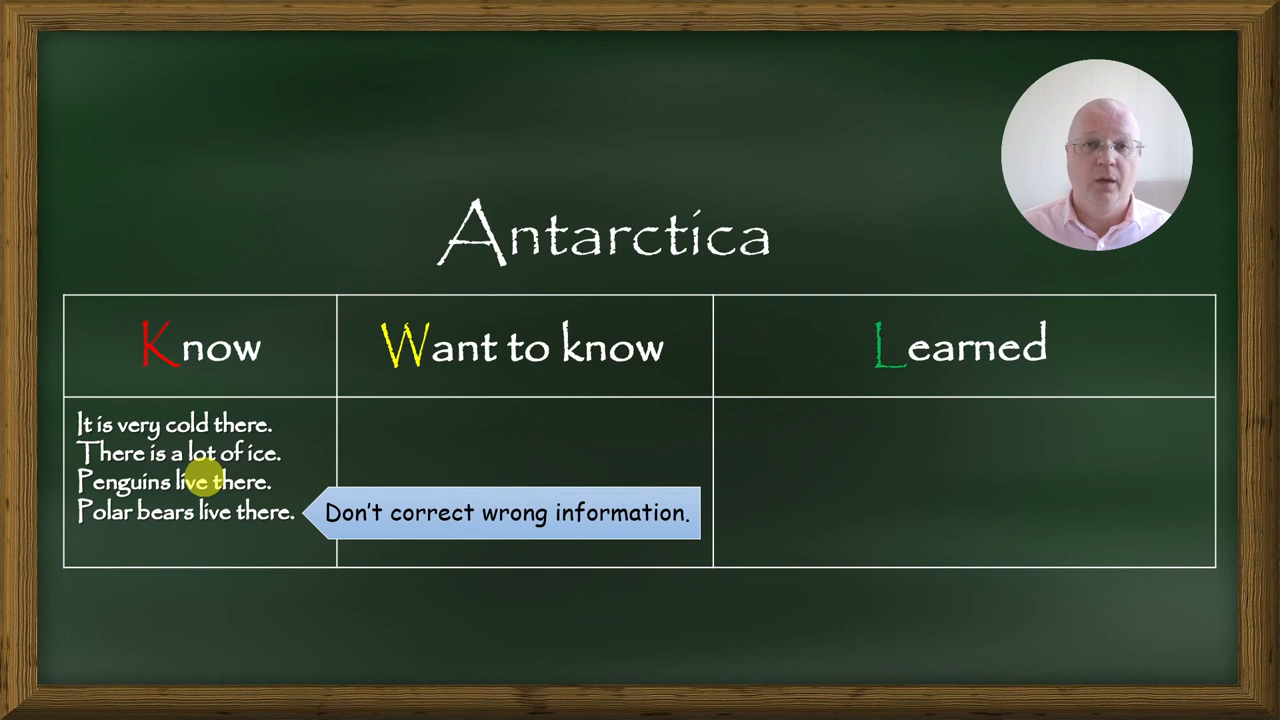 Antarctica
Know
Want to know
Learned
It is very cold there.
There is a lot of ice.
Penguins live there.
Polar bears live there.
Don't correct wrong information.